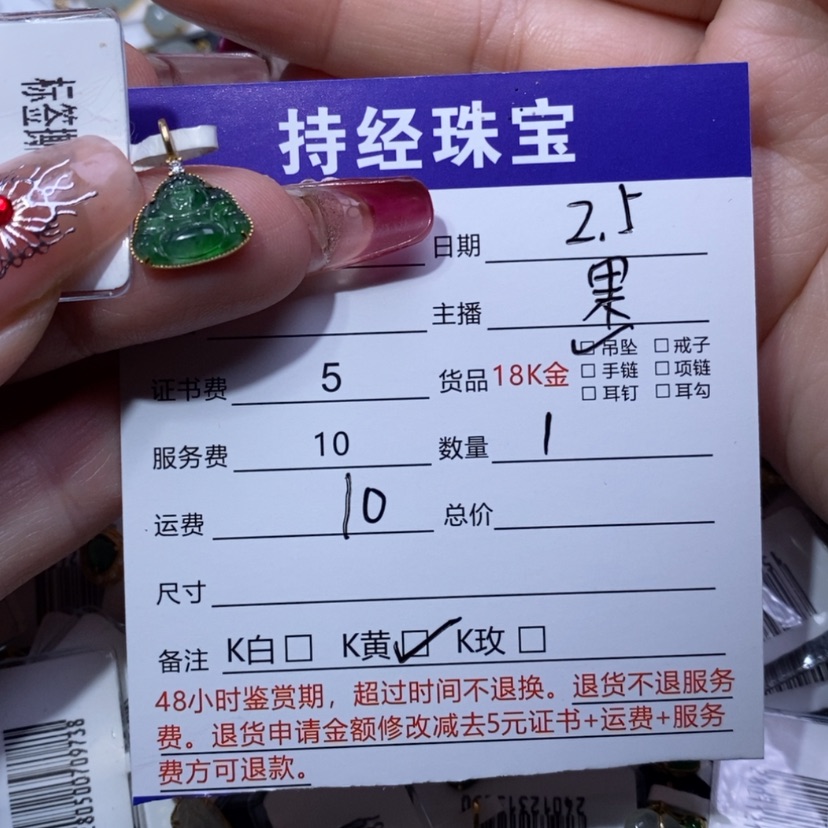 标签撕
持经珠宝
日期 2.5
主播 果
证书费 5 货品 18K金 ☑吊坠 □戒子
□手链 □项链
□耳钉 □耳勾
服务费 10 数量 1
运费 10 总价
尺寸
备注 K白□ K黄☑ K玫□
48小时鉴赏期，超过时间不退换。退货不退服务
费。退货申请金额修改减去5元证书+运费+服务
费方可退款。